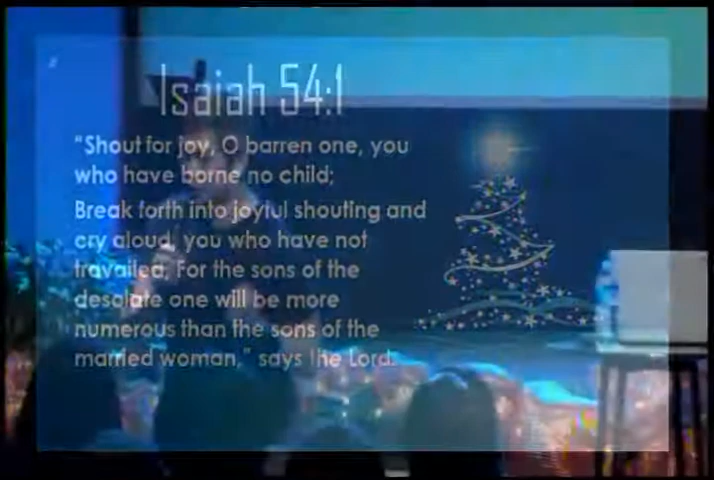 Isaiah 54:1
"Shout for joy, O barren one, you
who have borne no child;
Break forth into joyful shouting and
cry aloud, you who have not
travailed; For the sons of the
desolate one will be more
numerous than the sons of the
married woman," says the Lord.